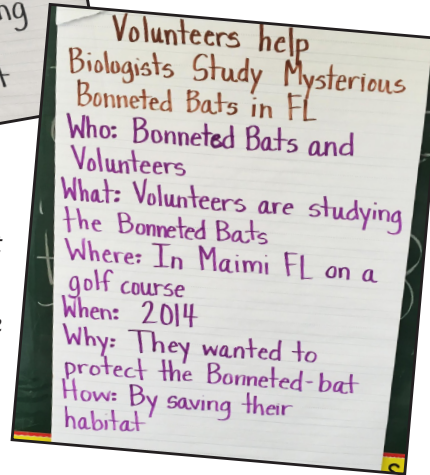 ng
t
Volunteers help
Biologists Study Mysterious
Bonneted Bats in FL
Who: Bonneted Bats and
Volunteers
What: Volunteers are studying
the Bonneted Bats
Where: In Maimi FL on a
golf course
When: 2014
Why: They wanted to
protect the Bonneted-bat
How: By saving their
habitat